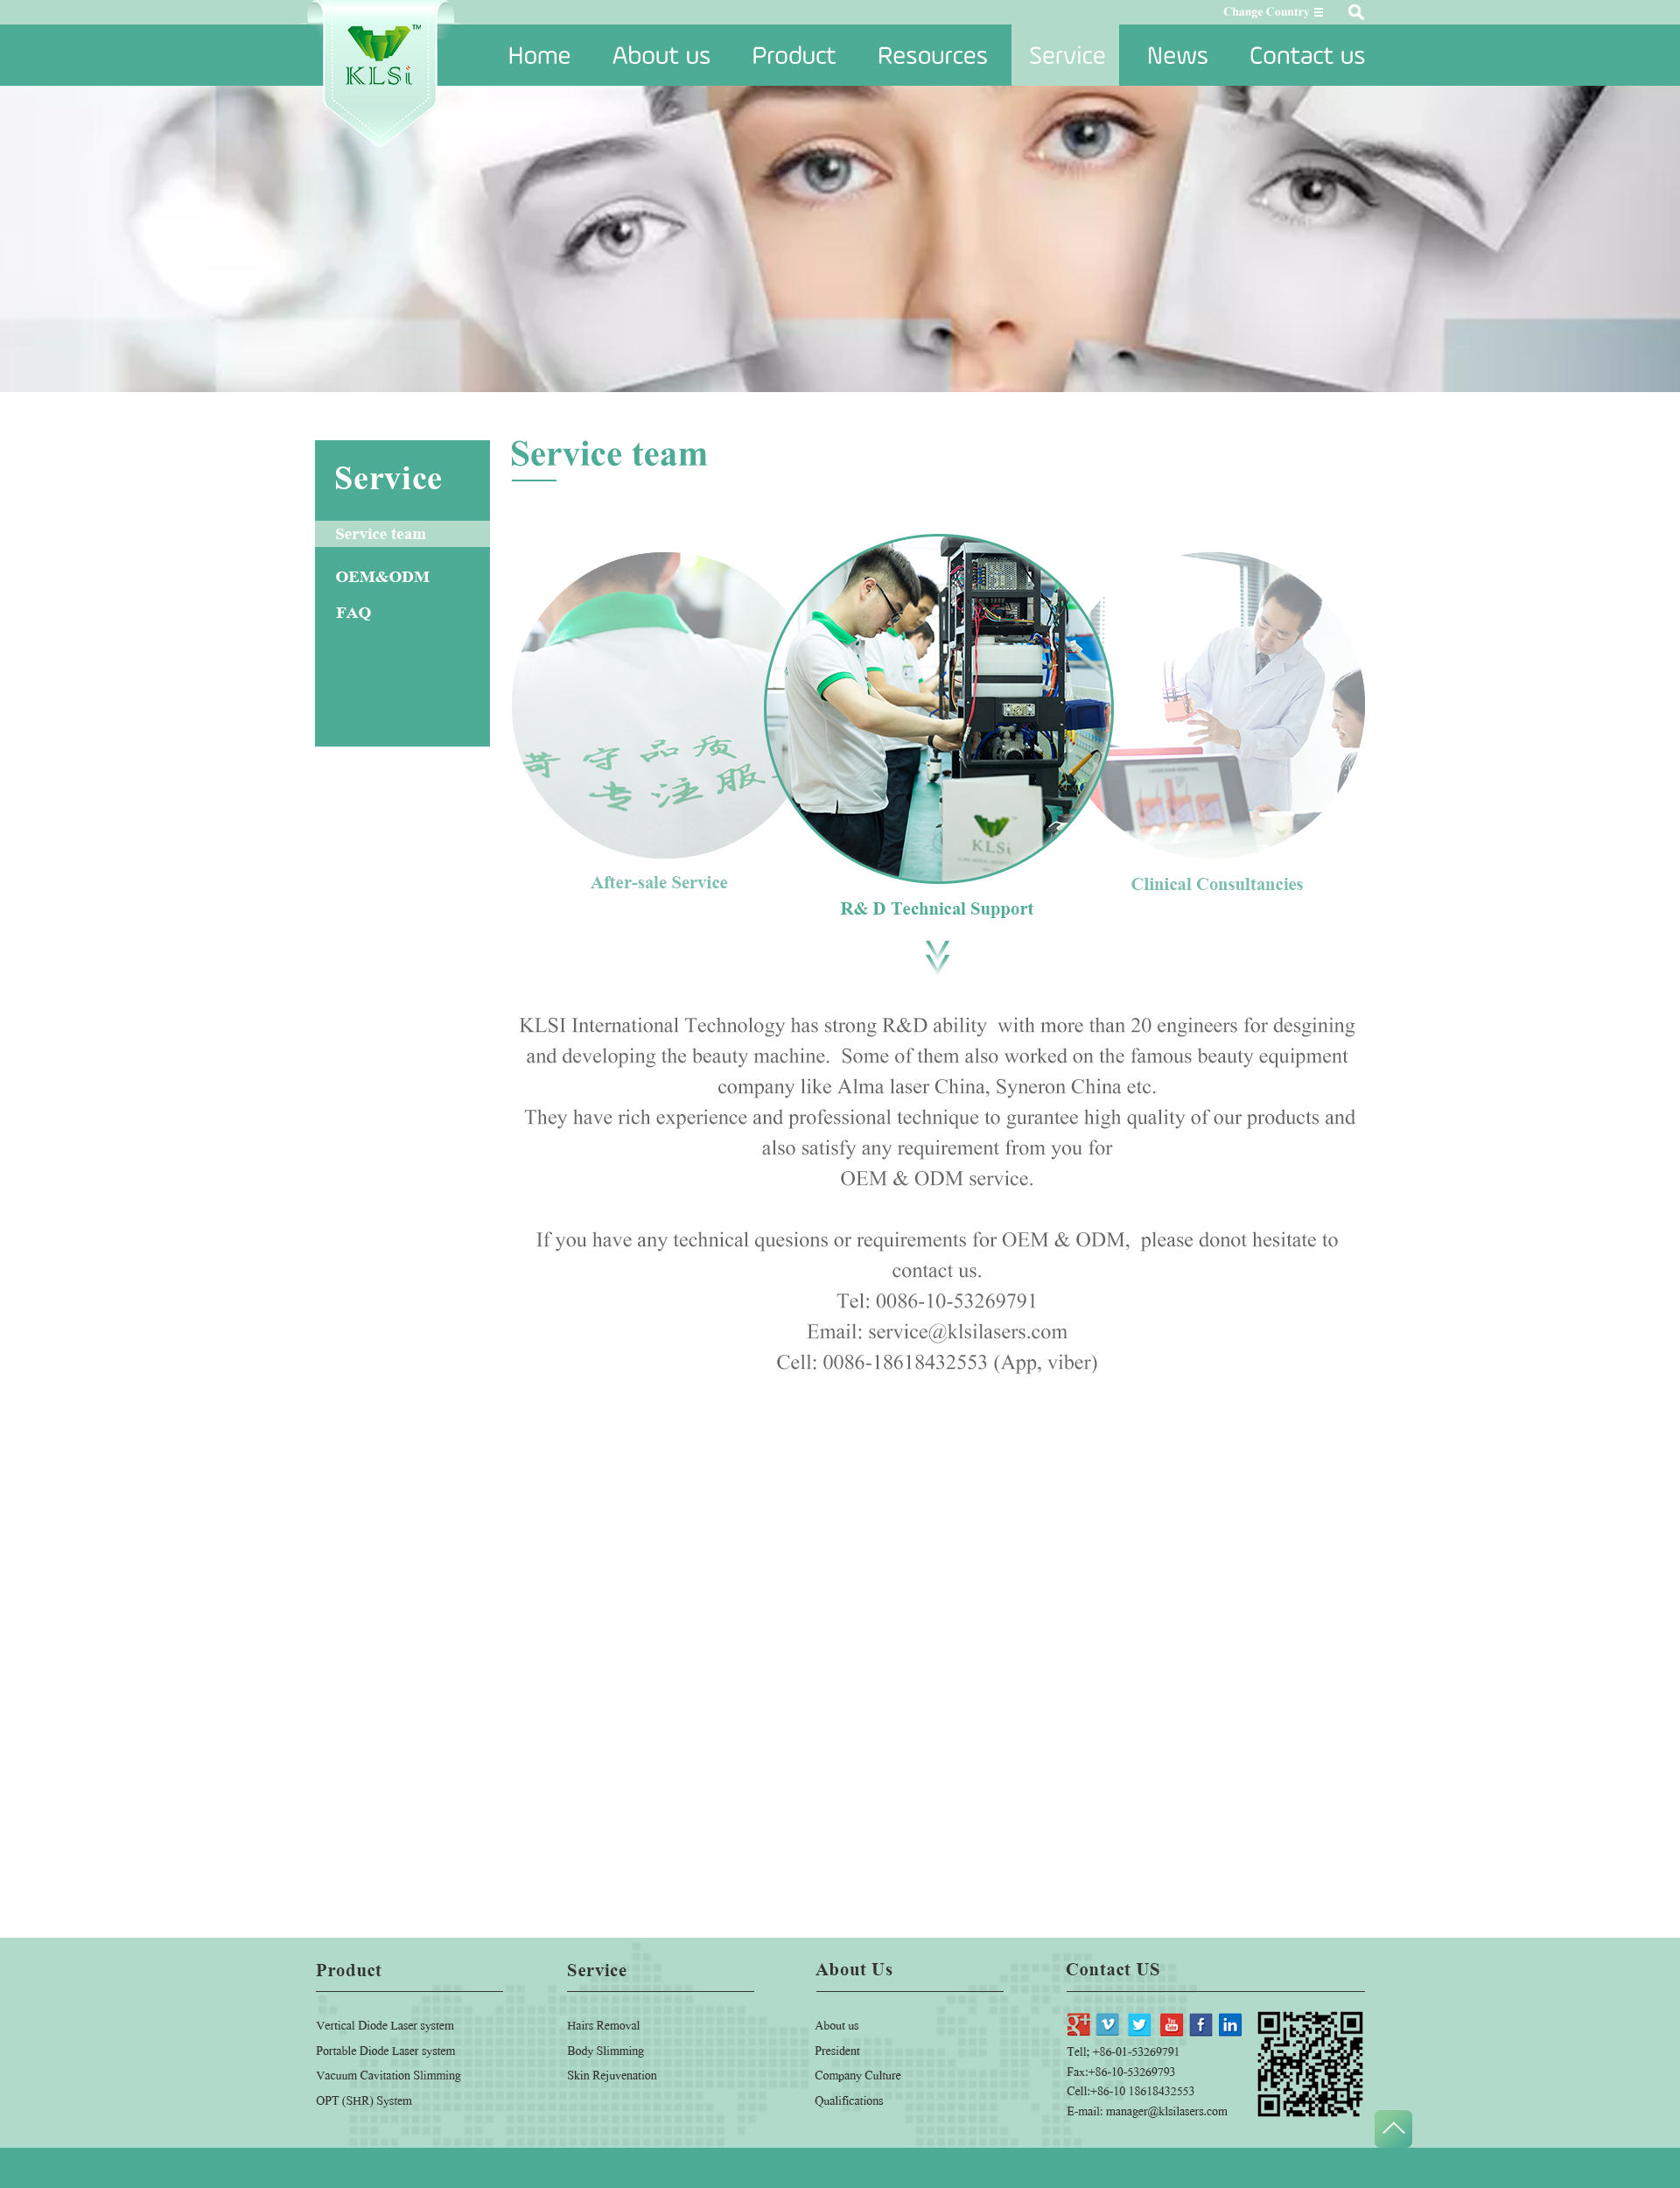 Change Country
KLSi™
Home About us Product Resources Service News Contact us
Service
Service team
OEM&ODM
FAQ
Service team
苛守品质
专注服
KLSi
After-sale Service
R& D Technical Support
Clinical Consultancies
KLSI International Technology has strong R&D ability  with more than 20 engineers for desgining
and developing the beauty machine.  Some of them also worked on the famous beauty equipment
company like Alma laser China, Syneron China etc.
They have rich experience and professional technique to gurantee high quality of our products and
also satisfy any requirement from you for
OEM & ODM service.
If you have any technical quesions or requirements for OEM & ODM,  please donot hesitate to
contact us.
Tel: 0086-10-53269791
Email: service@klsilasers.com
Cell: 0086-18618432553 (App, viber)
Product
Vertical Diode Laser system
Portable Diode Laser system
Vacuum Cavitation Slimming
OPT (SHR) System
Service
Hairs Removal
Body Slimming
Skin Rejuvenation
About Us
About us
President
Company Culture
Qualifications
Contact US
Tell; +86-01-53269791
Fax:+86-10-53269793
Cell:+86-10 18618432553
E-mail: manager@klsilasers.com